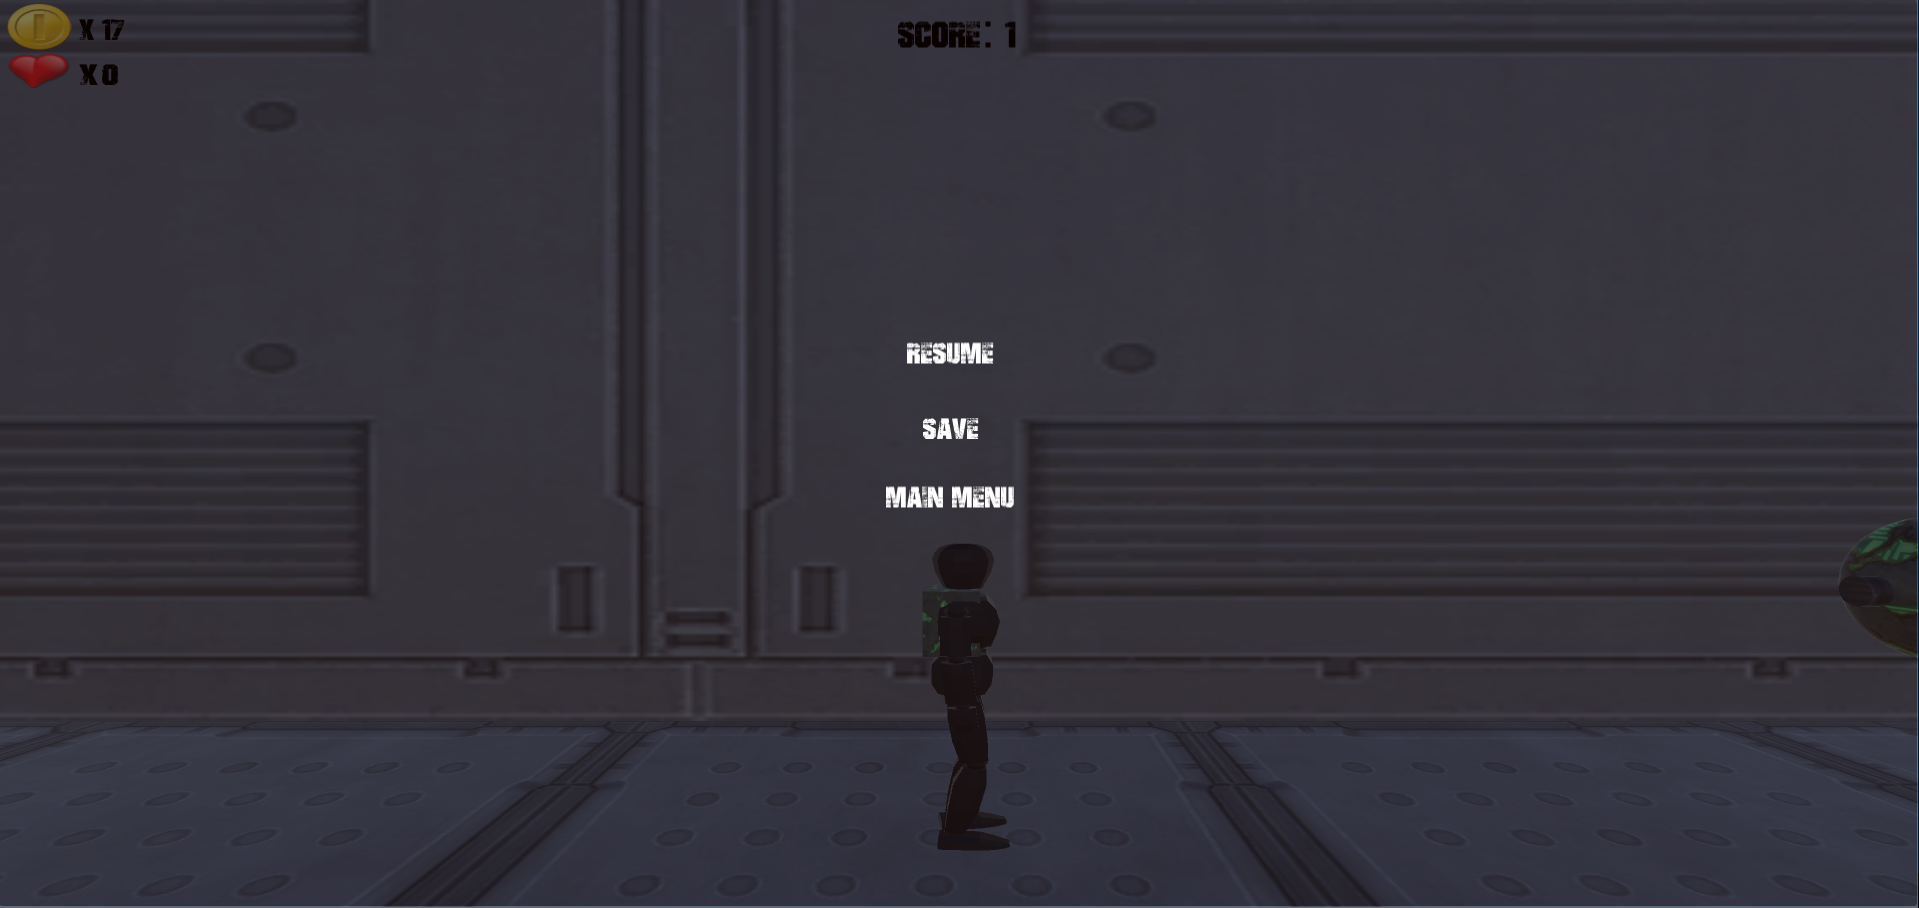 X 17
X 0
SCORE: 1
RESUME
SAVE
MAIN MENU